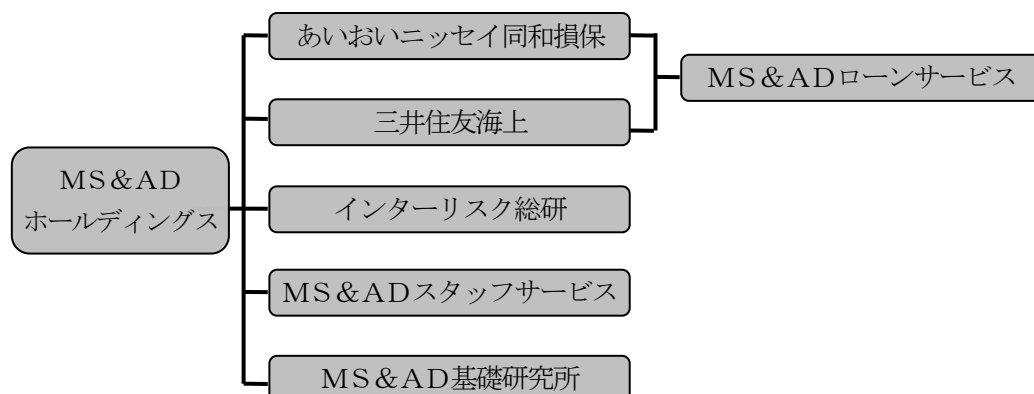 あいおいニッセイ同和損保
MS&ADローンサービス
三井住友海上
MS&AD
ホールディングス
インターリスク総研
MS&ADスタッフサービス
MS&AD基礎研究所